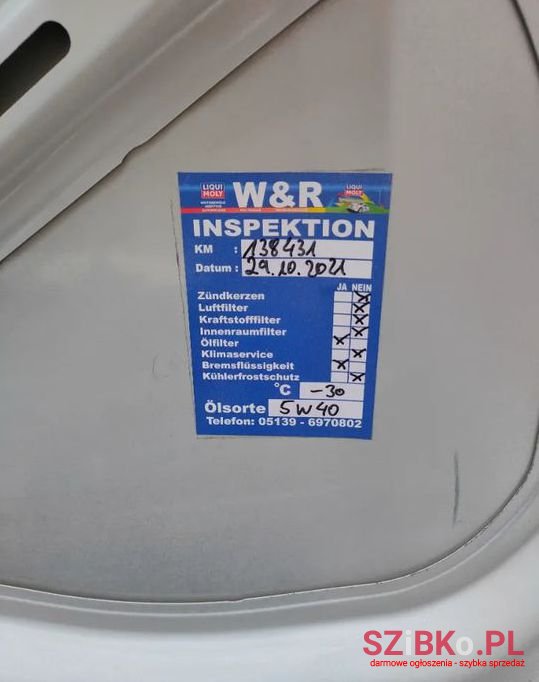 LIQUI MOLY W&R LIQUI MOLY
INSPEKTION
KM : 138431
Datum : 29.10.2021
JA NEIN
Zündkerzen x
Luftfilter x
Kraftstofffilter x
Innenraumfilter x
Ölfilter x
Klimaservice x
Bremsflüssigkeit x
Kühlerfrostschutz x
°C -30
Ölsorte 5W40
Telefon: 05139 - 6970802
SZiBKo.PL
darmowe ogłoszenia - szybka sprzedaż